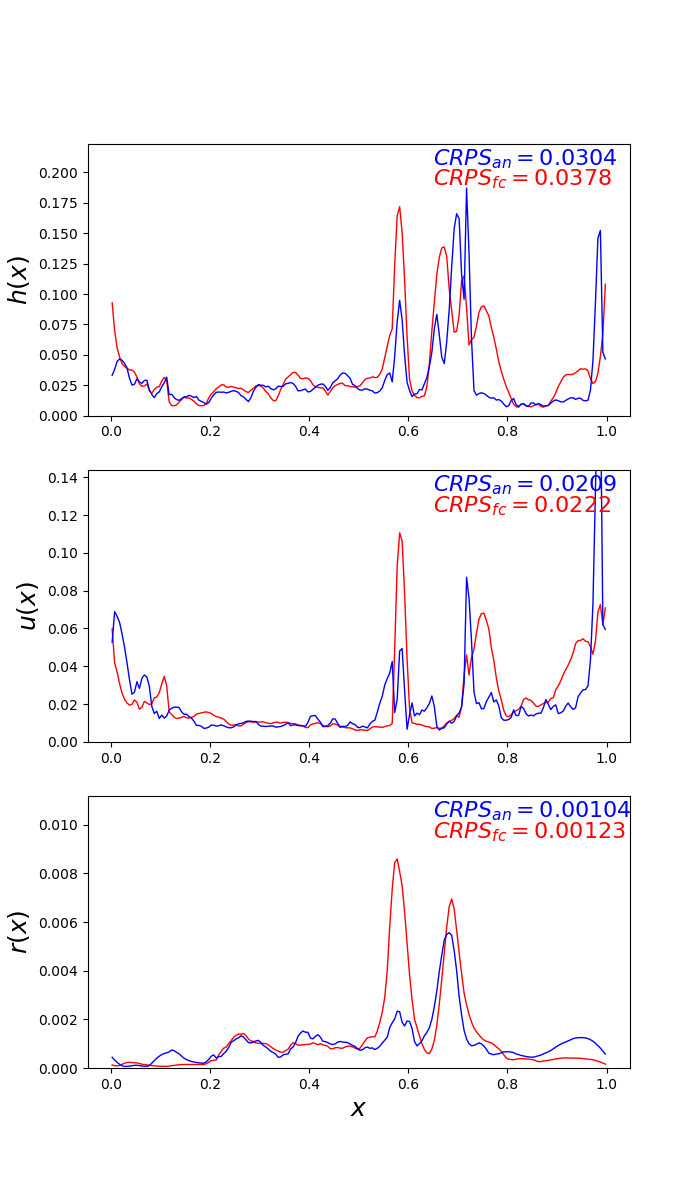 CRPS_an = 0.0304
CRPS_fc = 0.0378
0.200
0.175
0.150
0.125
0.100
0.075
0.050
0.025
0.000
h(x)
0.0 0.2 0.4 0.6 0.8 1.0
CRPS_an = 0.0209
CRPS_fc = 0.0222
0.14
0.12
0.10
0.08
0.06
0.04
0.02
0.00
u(x)
0.0 0.2 0.4 0.6 0.8 1.0
CRPS_an = 0.00104
CRPS_fc = 0.00123
0.010
0.008
0.006
0.004
0.002
0.000
r(x)
0.0 0.2 0.4 0.6 0.8 1.0
x